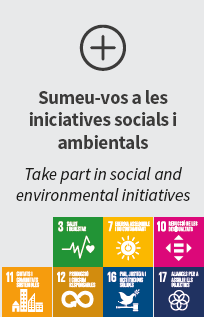 Sumeu-vos a les
iniciatives socials i
ambientals
Take part in social and
environmental initiatives
3 SALUT
I BENESTAR
7 ENERGIA ASSEQUIBLE
I NO CONTAMINANT
10 REDUCCIÓ DE LES
DESIGUALTATS
11 CIUTATS I
COMUNITATS
SOSTENIBLES
12 PRODUCCIÓ
I CONSUM
RESPONSABLES
16 PAU, JUSTÍCIA I
INSTITUCIONS
SÒLIDES
17 ALIANCES PER A
ELS
OBJECTIUS